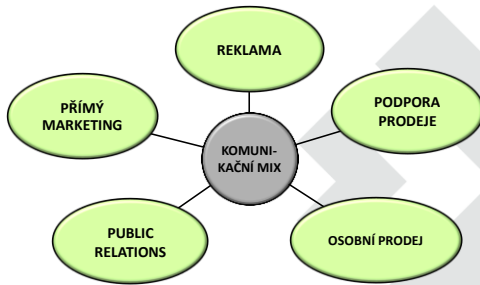 REKLAMA
PŘÍMÝ
MARKETING
PODPORA
PRODEJE
KOMUNI-
KAČNÍ MIX
PUBLIC
RELATIONS
OSOBNÍ PRODEJ